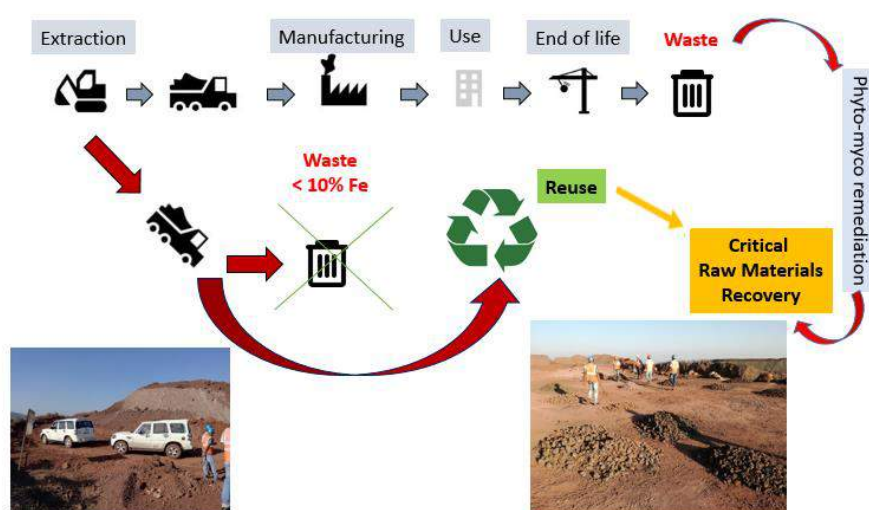 Extraction
Manufacturing
Use
End of life
Waste
Phyto-myco remediation
Waste
< 10% Fe
Reuse
Critical
Raw Materials
Recovery